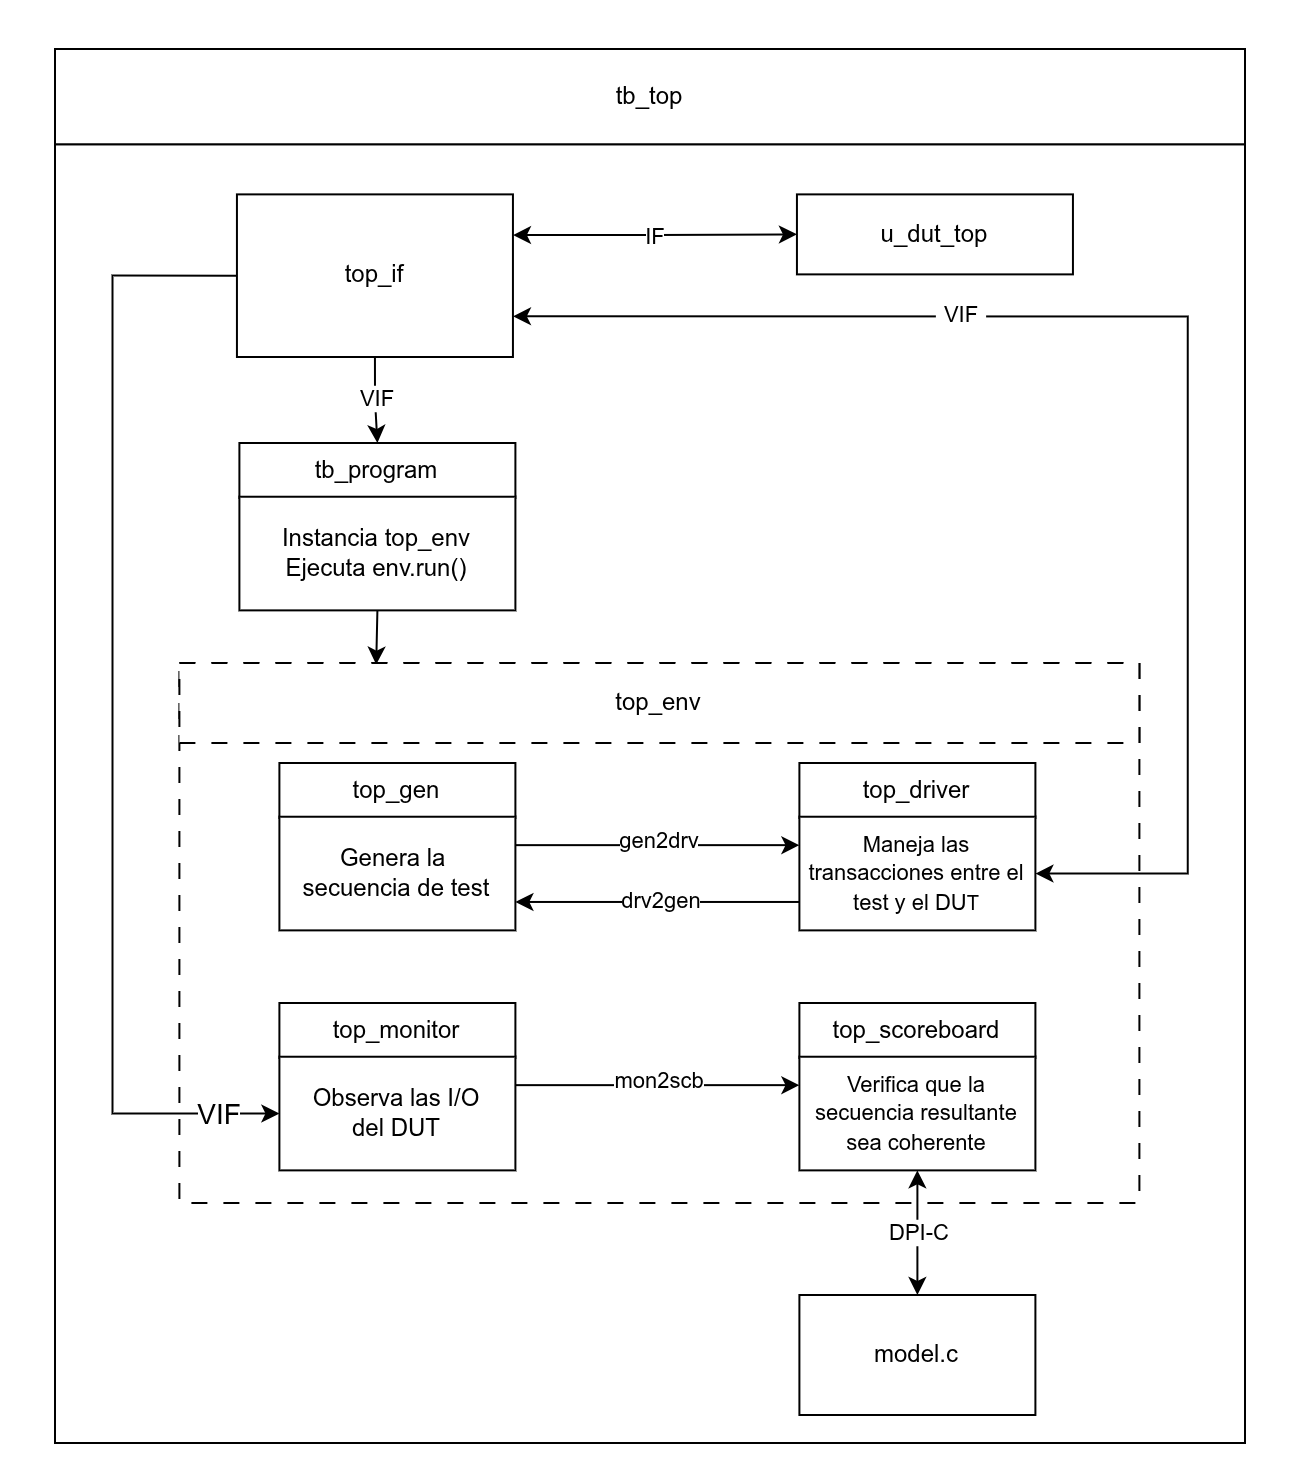 tb_top
top_if
IF
u_dut_top
VIF
VIF
tb_program
Instancia top_env
Ejecuta env.run()
top_env
top_gen
Genera la
secuencia de test
gen2drv
drv2gen
top_driver
Maneja las
transacciones entre el
test y el DUT
top_monitor
Observa las I/O
del DUT
VIF
mon2scb
top_scoreboard
Verifica que la
secuencia resultante
sea coherente
DPI-C
model.c